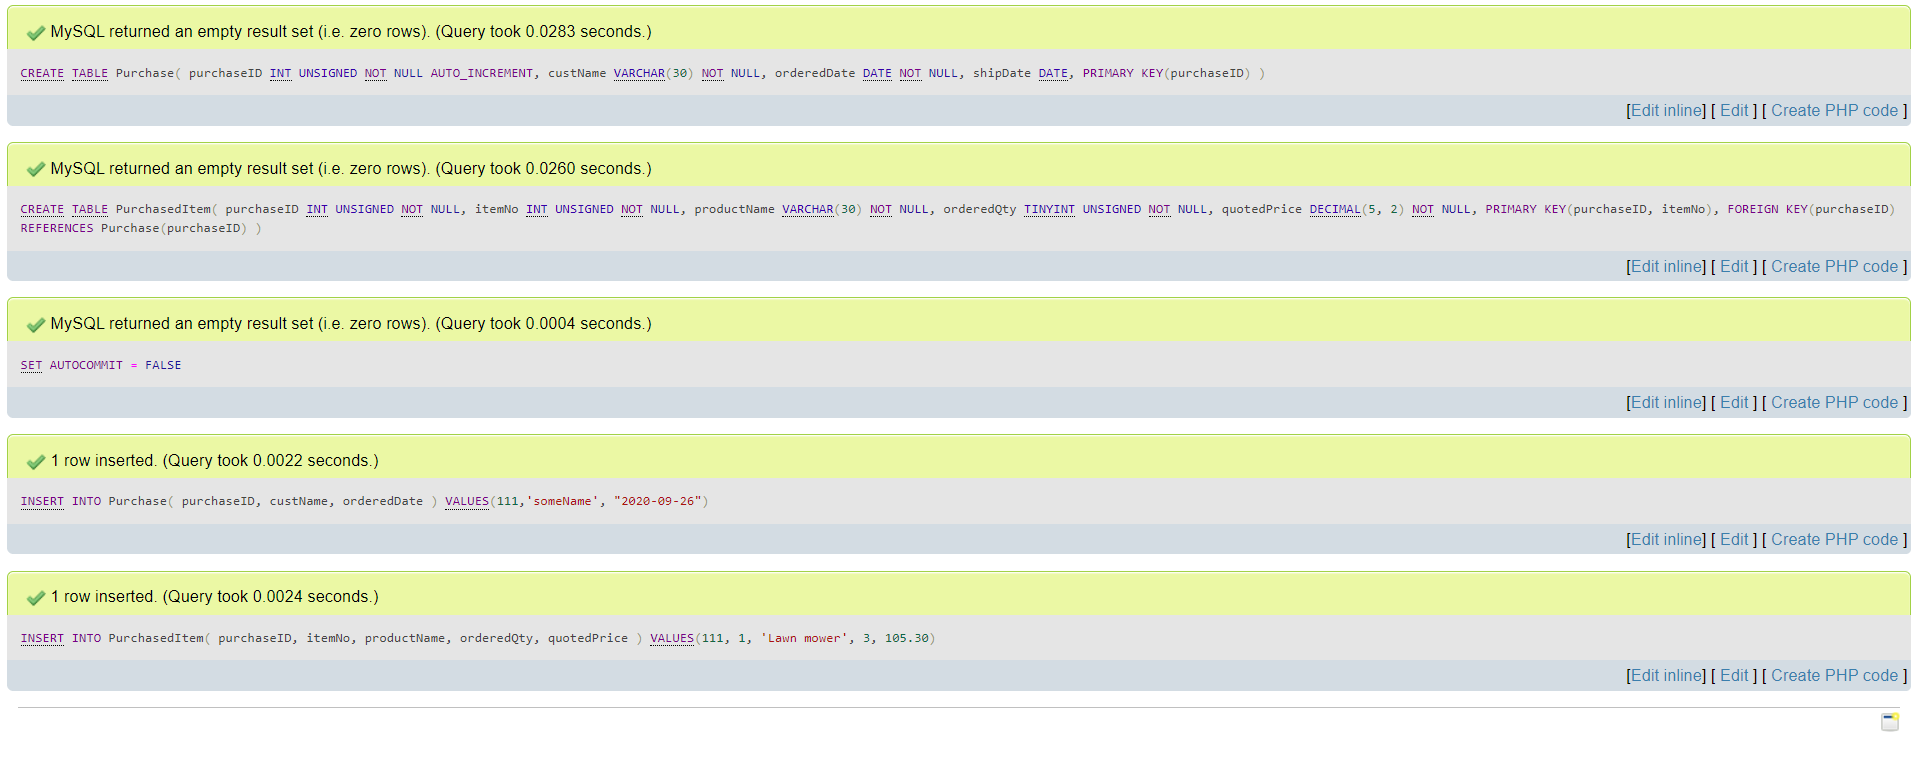 MySQL returned an empty result set (i.e. zero rows). (Query took 0.0283 seconds.)
CREATE TABLE Purchase( purchaseID INT UNSIGNED NOT NULL AUTO_INCREMENT, custName VARCHAR(30) NOT NULL, orderedDate DATE NOT NULL, shipDate DATE, PRIMARY KEY(purchaseID) )
[Edit inline] [ Edit ] [ Create PHP code ]
MySQL returned an empty result set (i.e. zero rows). (Query took 0.0260 seconds.)
CREATE TABLE PurchasedItem( purchaseID INT UNSIGNED NOT NULL, itemNo INT UNSIGNED NOT NULL, productName VARCHAR(30) NOT NULL, orderedQty TINYINT UNSIGNED NOT NULL, quotedPrice DECIMAL(5, 2) NOT NULL, PRIMARY KEY(purchaseID, itemNo), FOREIGN KEY(purchaseID)
REFERENCES Purchase(purchaseID) )
[Edit inline] [ Edit ] [ Create PHP code ]
MySQL returned an empty result set (i.e. zero rows). (Query took 0.0004 seconds.)
SET AUTOCOMMIT = FALSE
[Edit inline] [ Edit ] [ Create PHP code ]
1 row inserted. (Query took 0.0022 seconds.)
INSERT INTO Purchase( purchaseID, custName, orderedDate ) VALUES(111,'someName', "2020-09-26")
[Edit inline] [ Edit ] [ Create PHP code ]
1 row inserted. (Query took 0.0024 seconds.)
INSERT INTO PurchasedItem( purchaseID, itemNo, productName, orderedQty, quotedPrice ) VALUES(111, 1, 'Lawn mower', 3, 105.30)
[Edit inline] [ Edit ] [ Create PHP code ]